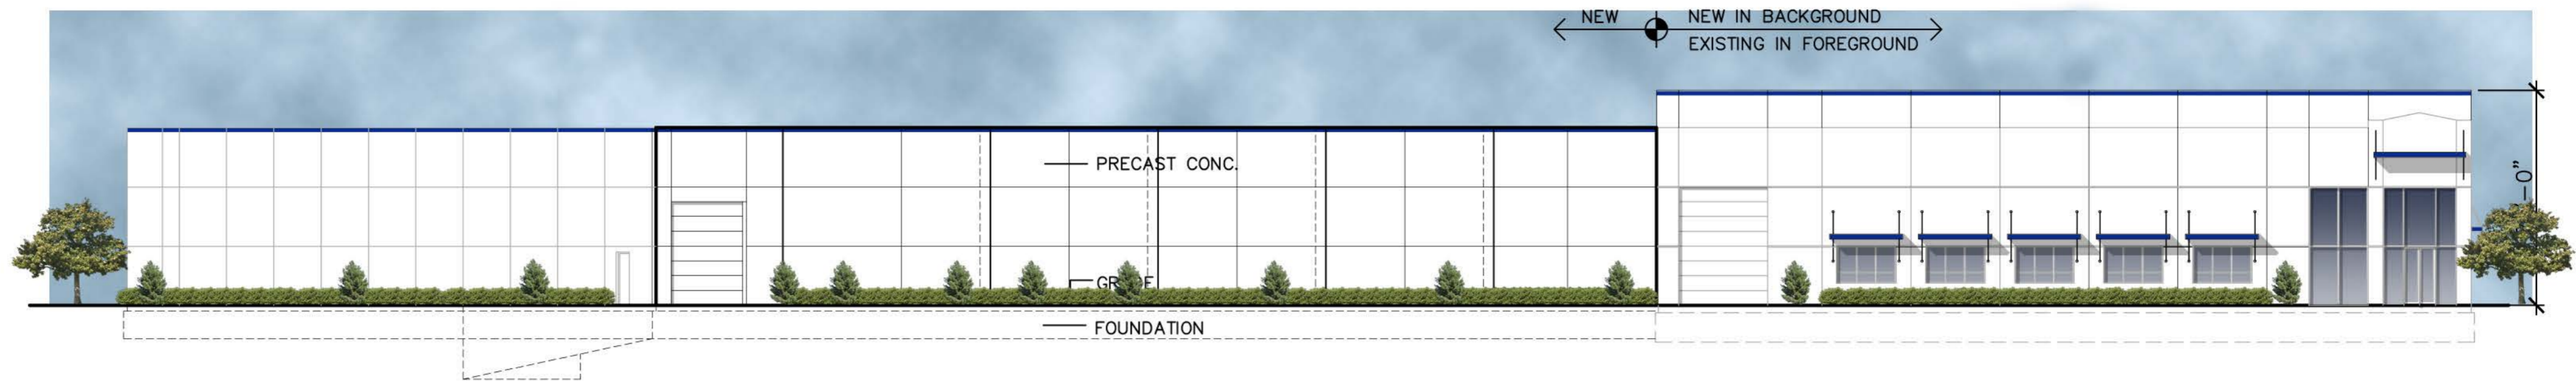 NEW
NEW IN BACKGROUND
EXISTING IN FOREGROUND
PRECAST CONC.
FOUNDATION